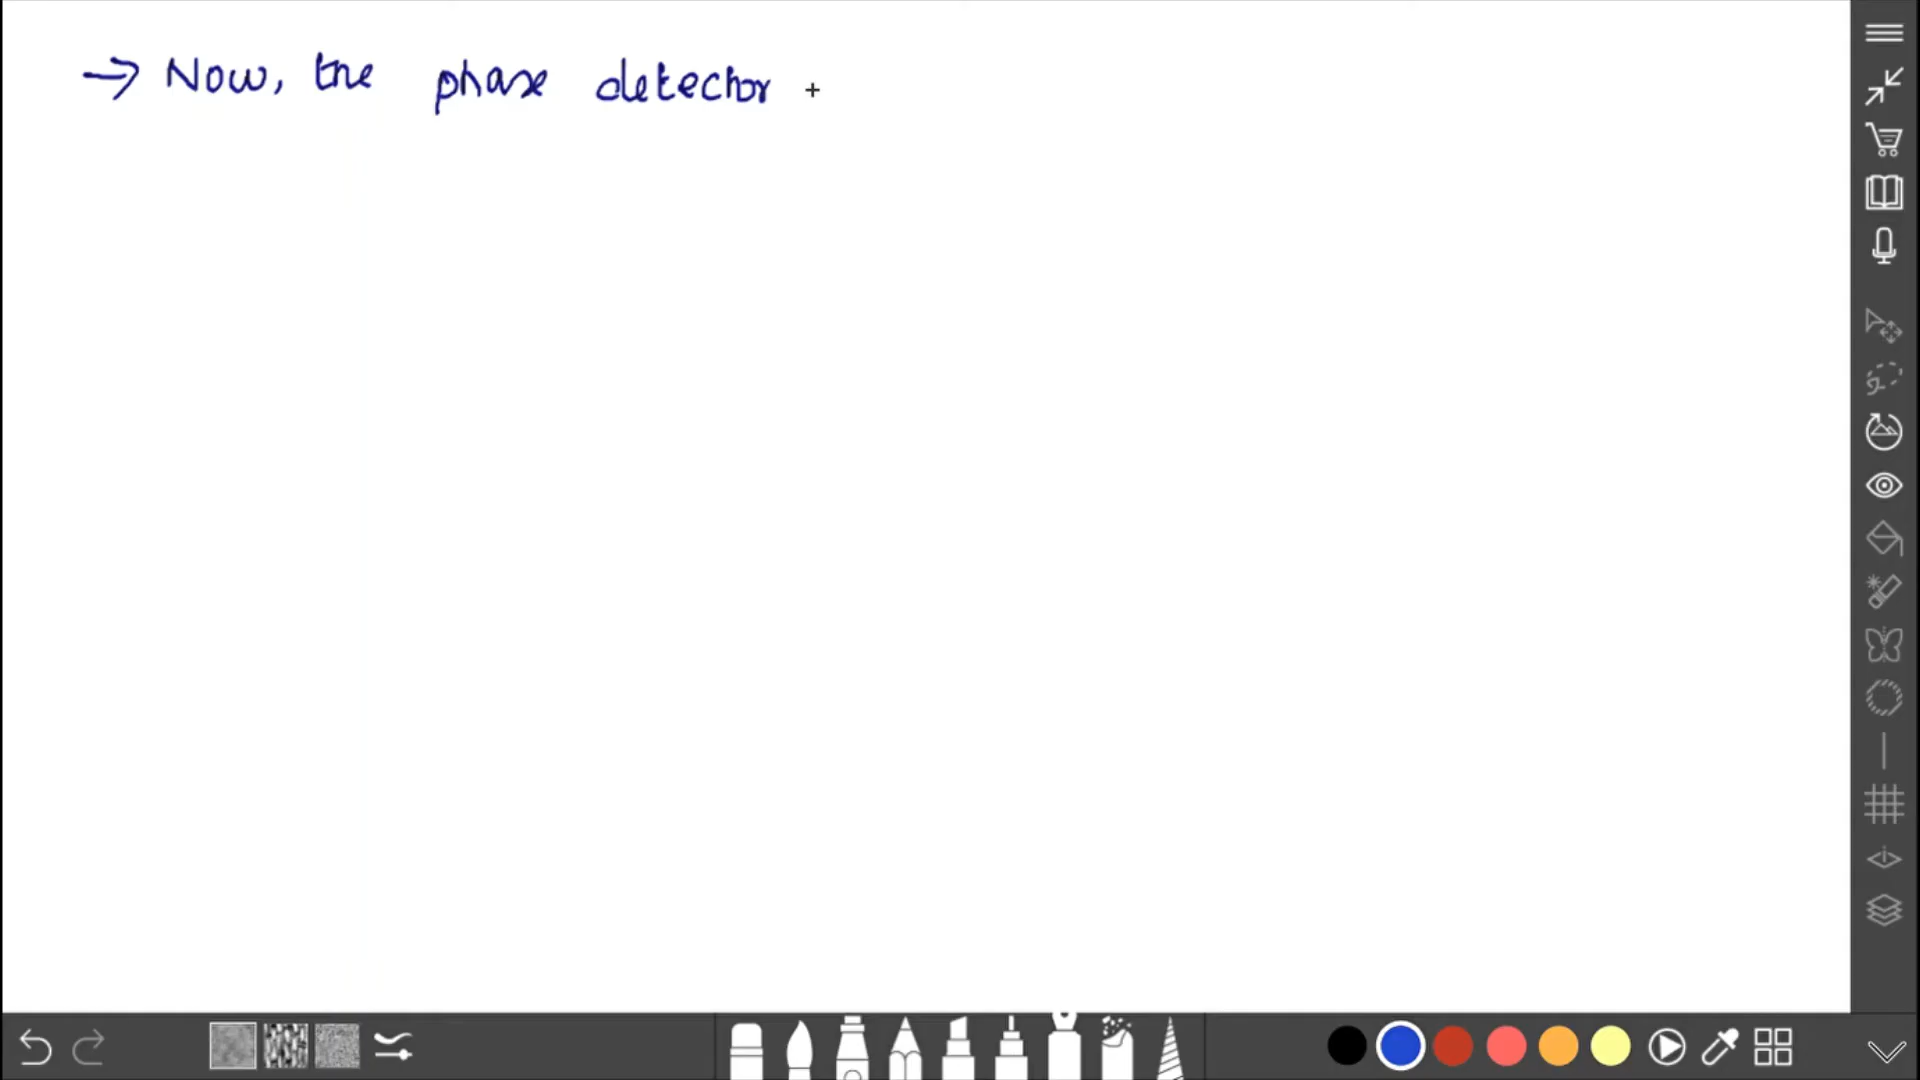 → Now, the phase detector